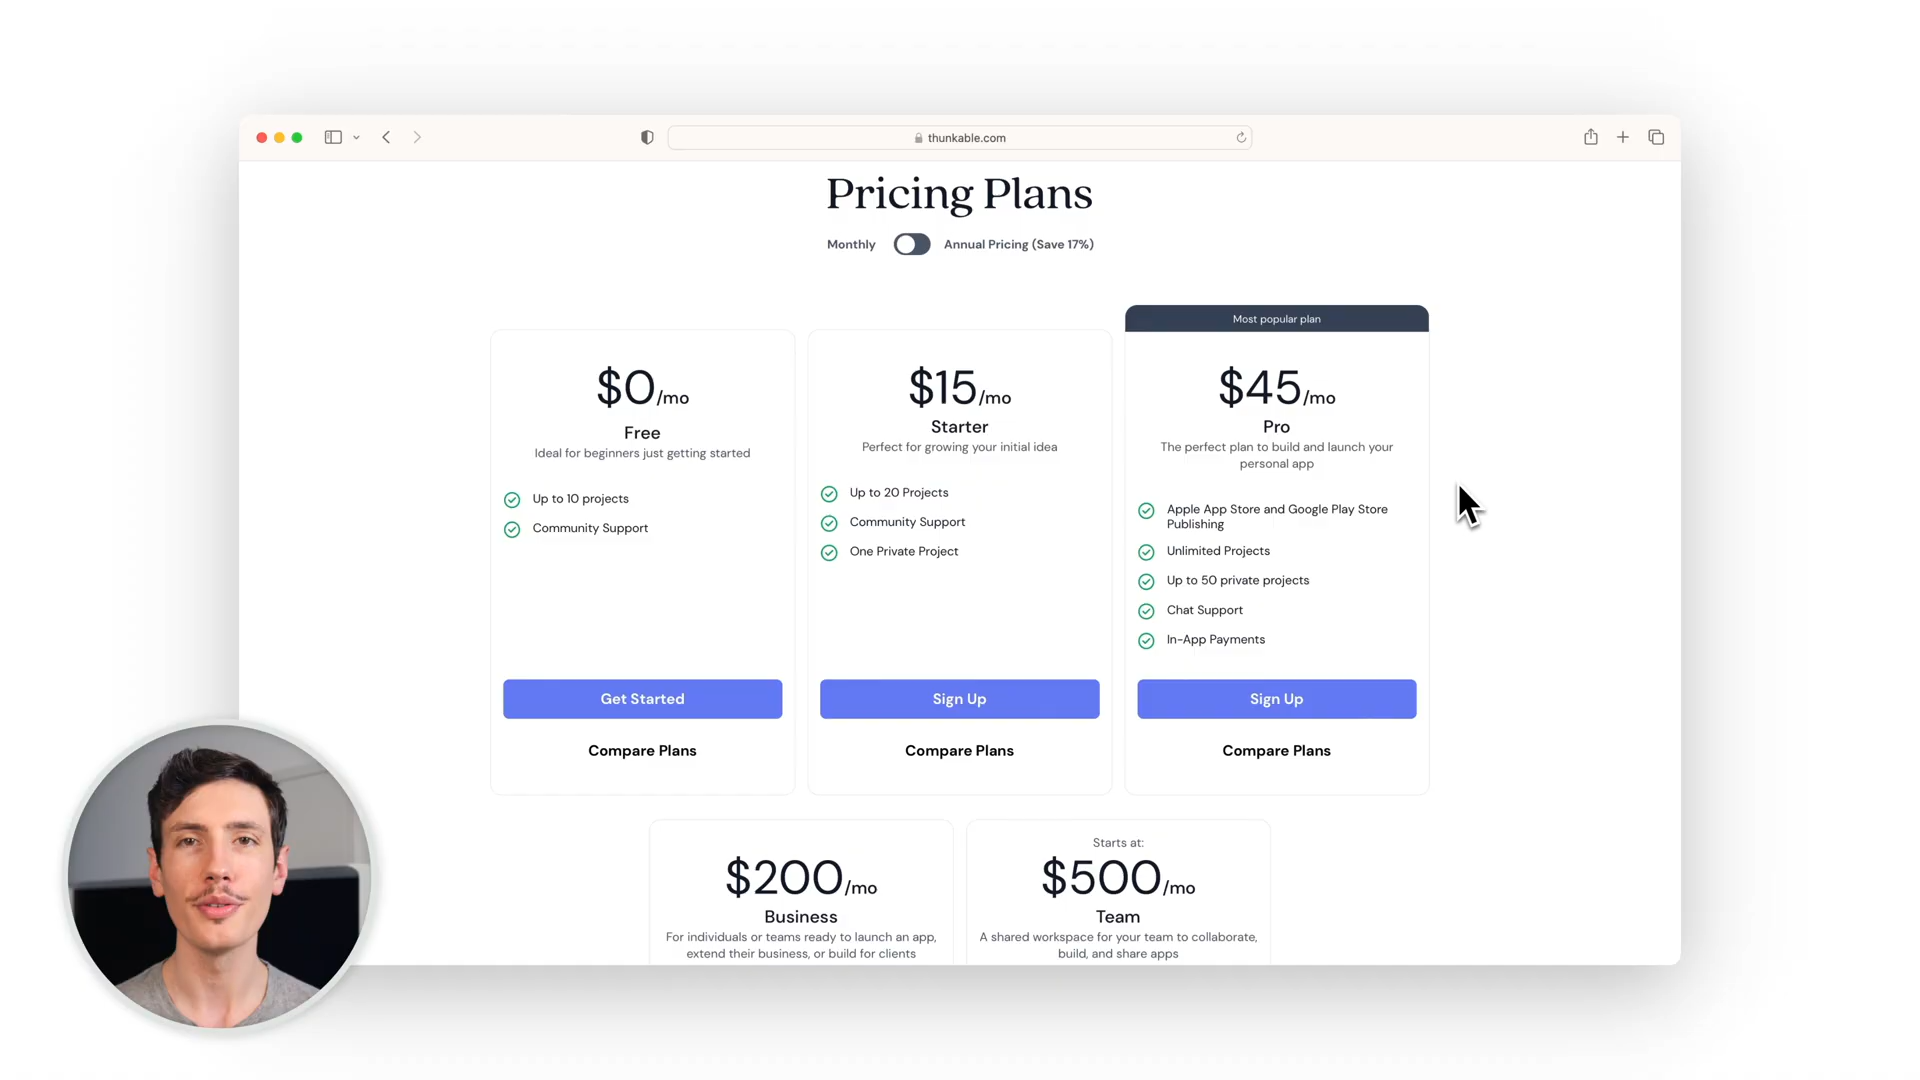 thunkable.com
Pricing Plans
Monthly
Annual Pricing (Save 17%)
$0/mo
Free
Ideal for beginners just getting started
Up to 10 projects
Community Support
Get Started
Compare Plans
$15/mo
Starter
Perfect for growing your initial idea
Up to 20 Projects
Community Support
One Private Project
Sign Up
Compare Plans
Most popular plan
$45/mo
Pro
The perfect plan to build and launch your
personal app
Apple App Store and Google Play Store
Publishing
Unlimited Projects
Up to 50 private projects
Chat Support
In-App Payments
Sign Up
Compare Plans
$200/mo
Business
For individuals or teams ready to launch an app,
extend their business, or build for clients
Starts at:
$500/mo
Team
A shared workspace for your team to collaborate,
build, and share apps